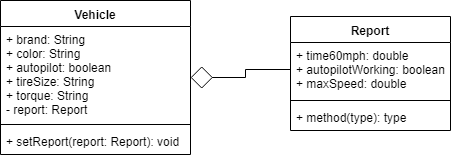 Vehicle
+ brand: String
+ color: String
+ autopilot: boolean
+ tireSize: String
+ torque: String
- report: Report
+ setReport(report: Report): void
Report
+ time60mph: double
+ autopilotWorking: boolean
+ maxSpeed: double
+ method(type): type